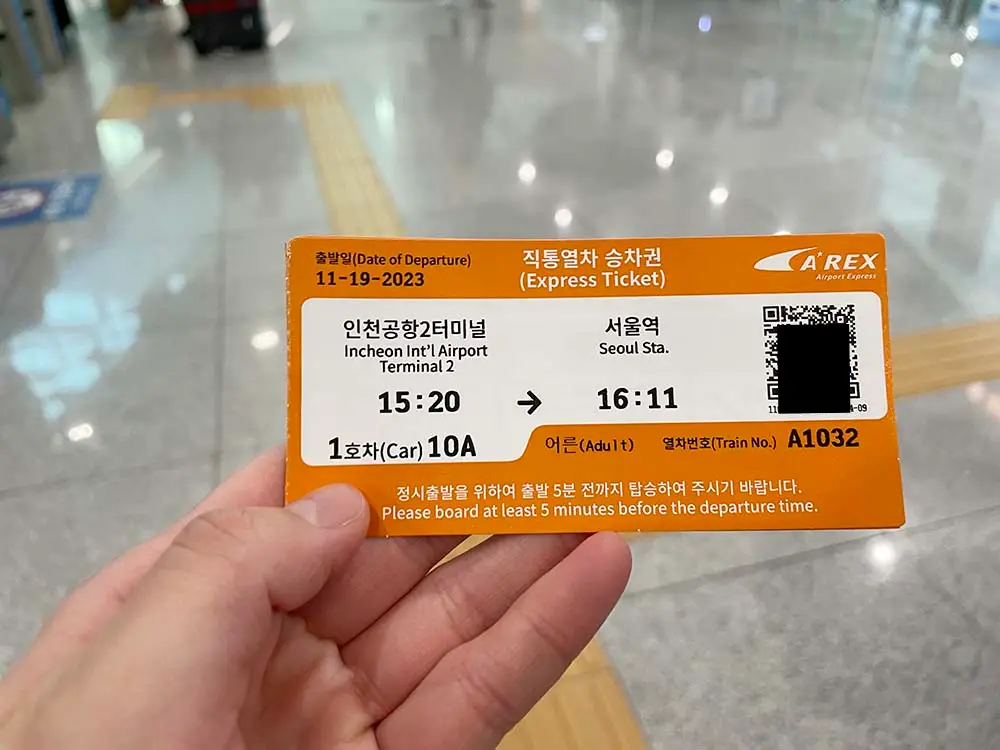 출발일(Date of Departure)
11-19-2023
직통열차 승차권
(Express Ticket)
A'REX
Airport Express
인천공항2터미널
Incheon Int'l Airport
Terminal 2
15:20
→
서울역
Seoul Sta.
16:11
1호차(Car) 10A
어른(Adult)
열차번호(Train No.) A1032
정시출발을 위하여 출발 5분 전까지 탑승하여 주시기 바랍니다.
Please board at least 5 minutes before the departure time.